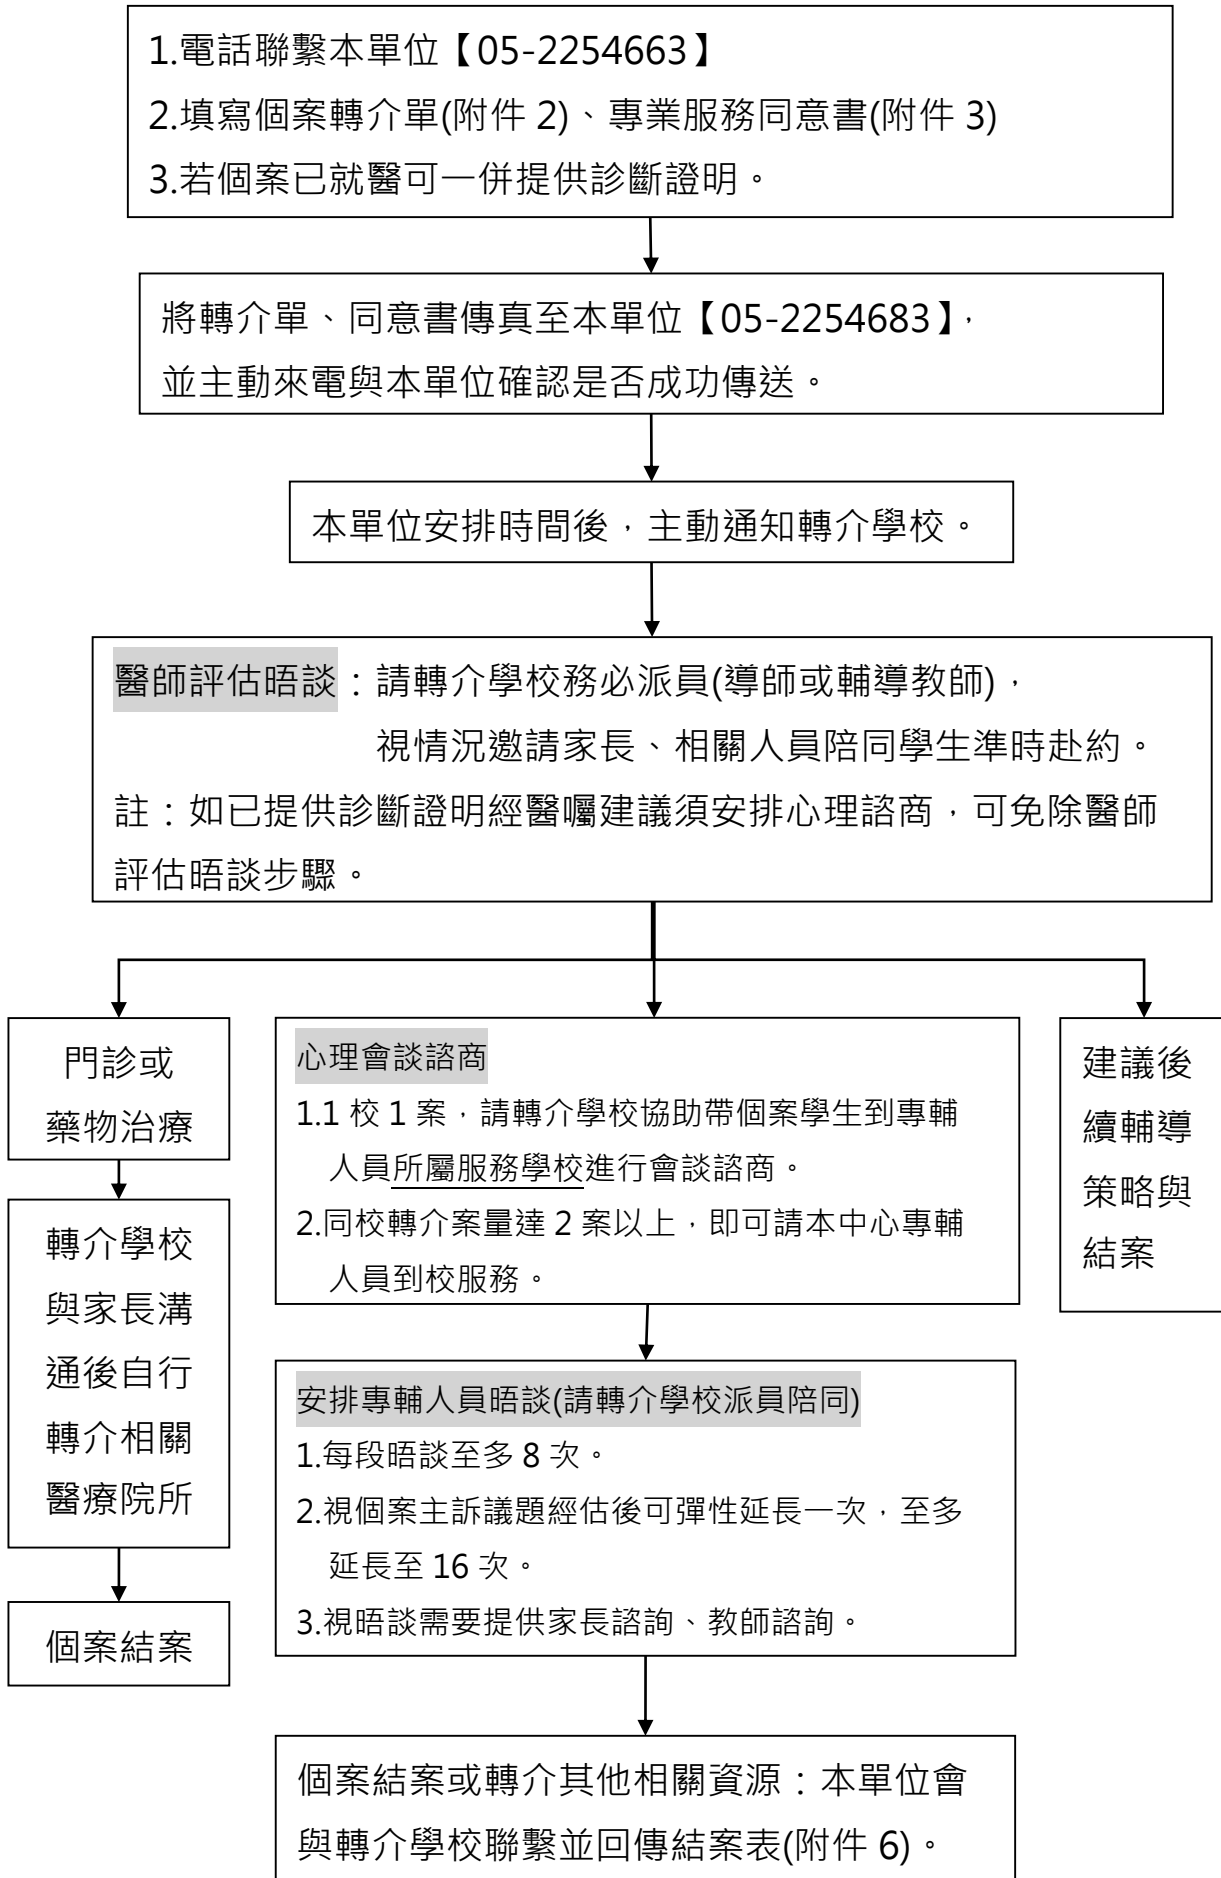 1.電話聯繫本單位【05-2254663】
2.填寫個案轉介單(附件 2)、專業服務同意書(附件 3)
3.若個案已就醫可一併提供診斷證明。
將轉介單、同意書傳真至本單位【05-2254683】,
並主動來電與本單位確認是否成功傳送。
本單位安排時間後，主動通知轉介學校。
醫師評估晤談：請轉介學校務必派員(導師或輔導教師)，
視情況邀請家長、相關人員陪同學生準時赴約。
註：如已提供診斷證明經醫囑建議須安排心理諮商，可免除醫師
評估晤談步驟。
門診或
藥物治療
轉介學校
與家長溝
通後自行
轉介相關
醫療院所
個案結案
心理會談諮商
1.1 校 1 案，請轉介學校協助帶個案學生到專輔
人員所屬服務學校進行會談諮商。
2.同校轉介案量達 2 案以上，即可請本中心專輔
人員到校服務。
安排專輔人員晤談(請轉介學校派員陪同)
1.每段晤談至多 8 次。
2.視個案主訴議題經估後可彈性延長一次，至多
延長至 16 次。
3.視晤談需要提供家長諮詢、教師諮詢。
個案結案或轉介其他相關資源：本單位會
與轉介學校聯繫並回傳結案表(附件 6)。
建議後
續輔導
策略與
結案